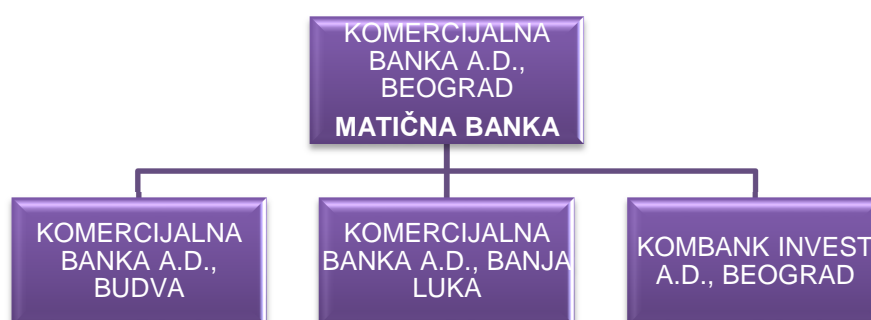 KOMERCIJALNA
BANKA A.D.,
BEOGRAD
MATIČNA BANKA
KOMERCIJALNA
BANKA A.D.,
BUDVA
KOMERCIJALNA
BANKA A.D., BANJA
LUKA
KOMBANK INVEST
A.D., BEOGRAD